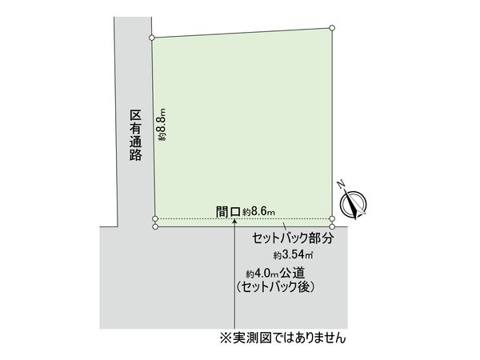 区有通路
約8.8m
間口約8.6m
N
セットバック部分
約3.54㎡
約4.0m公道
(セットバック後)
※実測図ではありません